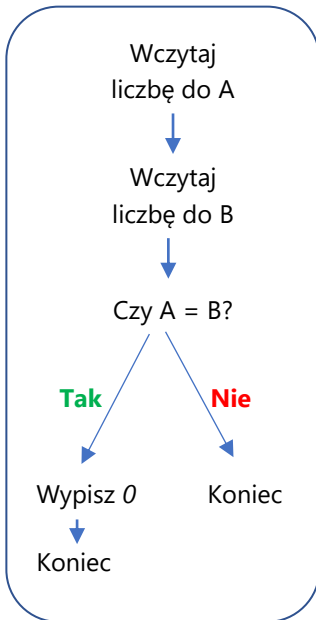 Wczytaj
liczbę do A
Wczytaj
liczbę do B
Czy A = B?
Tak
Nie
Wypisz 0
Koniec
Koniec